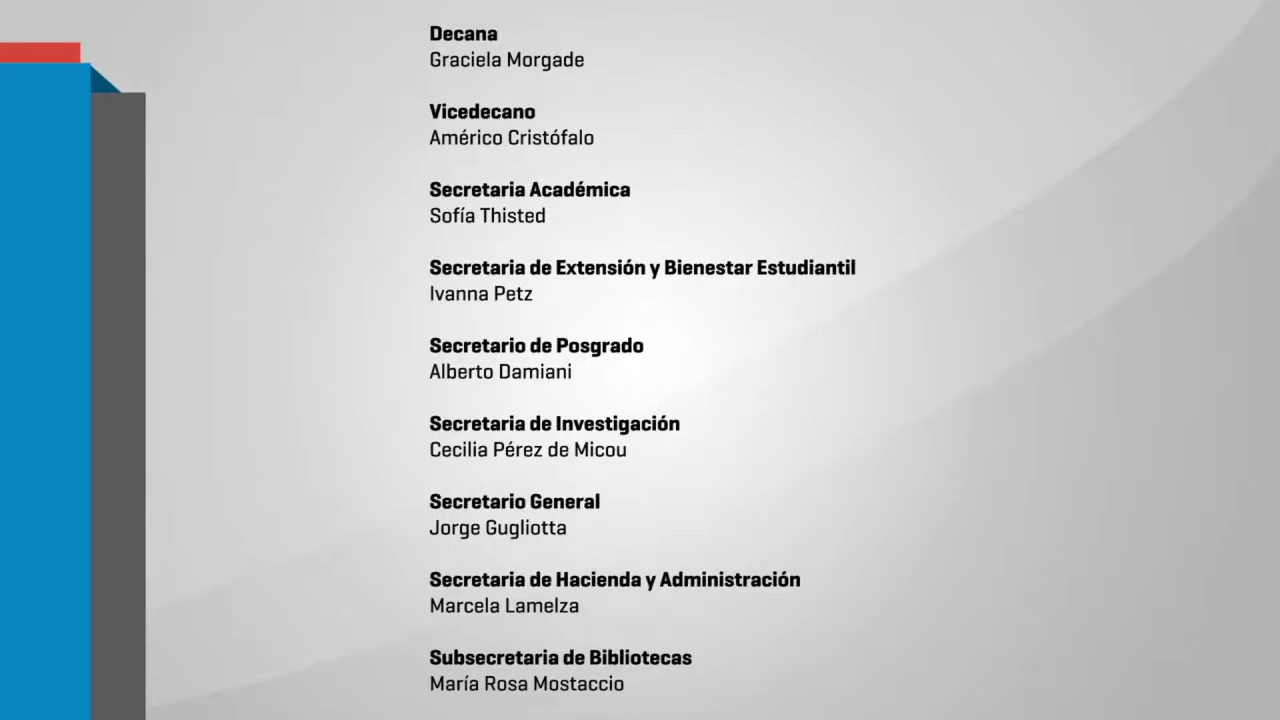 Decana
Graciela Morgade
Vicedecano
Américo Cristófalo
Secretaria Académica
Sofía Thisted
Secretaria de Extensión y Bienestar Estudiantil
Ivanna Petz
Secretario de Posgrado
Alberto Damiani
Secretaria de Investigación
Cecilia Pérez de Micou
Secretario General
Jorge Gugliotta
Secretaria de Hacienda y Administración
Marcela Lamelza
Subsecretaria de Bibliotecas
María Rosa Mostaccio